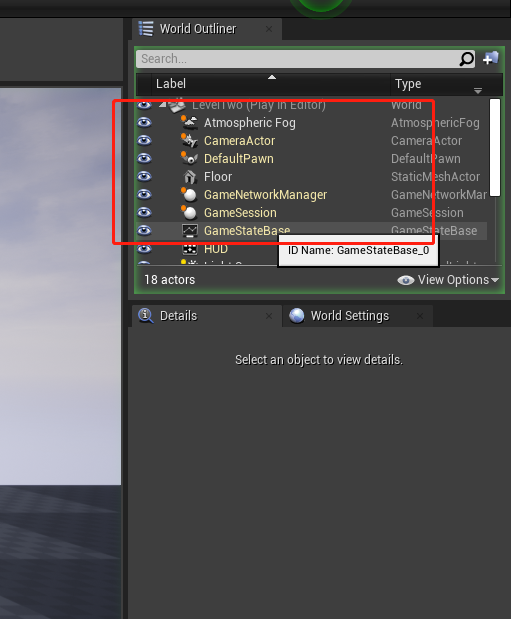 World Outliner
Search...
Label Type
LevelTwo (Play In Editor) World
Atmospheric Fog AtmosphericFog
CameraActor CameraActor
DefaultPawn DefaultPawn
Floor StaticMeshActor
GameNetworkManager GameNetworkMar
GameSession GameSession
GameStateBase GameStateBase
HUD
ID Name: GameStateBase_0
18 actors View Options
Details World Settings
Select an object to view details.